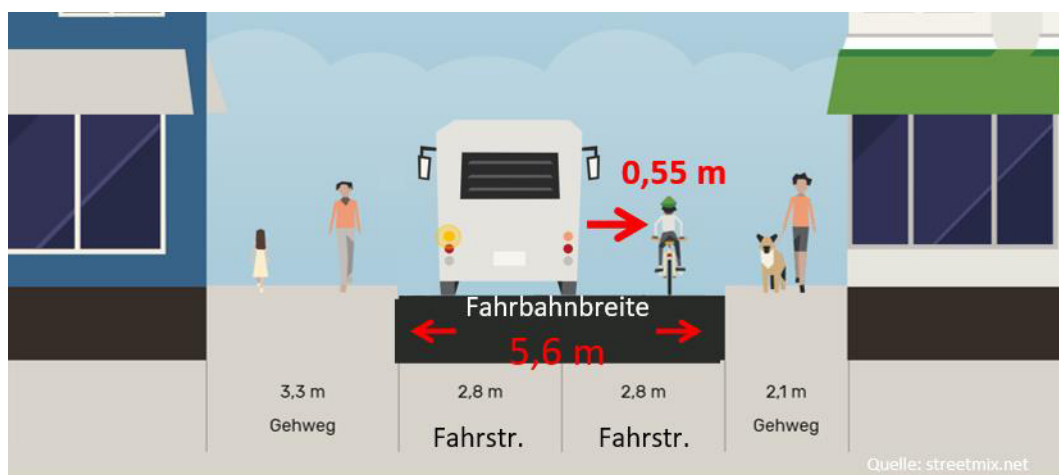 0,55 m
Fahrbahnbreite
5,6 m
3,3 m
Gehweg
2,8 m
Fahrstr.
2,8 m
Fahrstr.
2,1 m
Gehweg
Quelle: streetmix.net